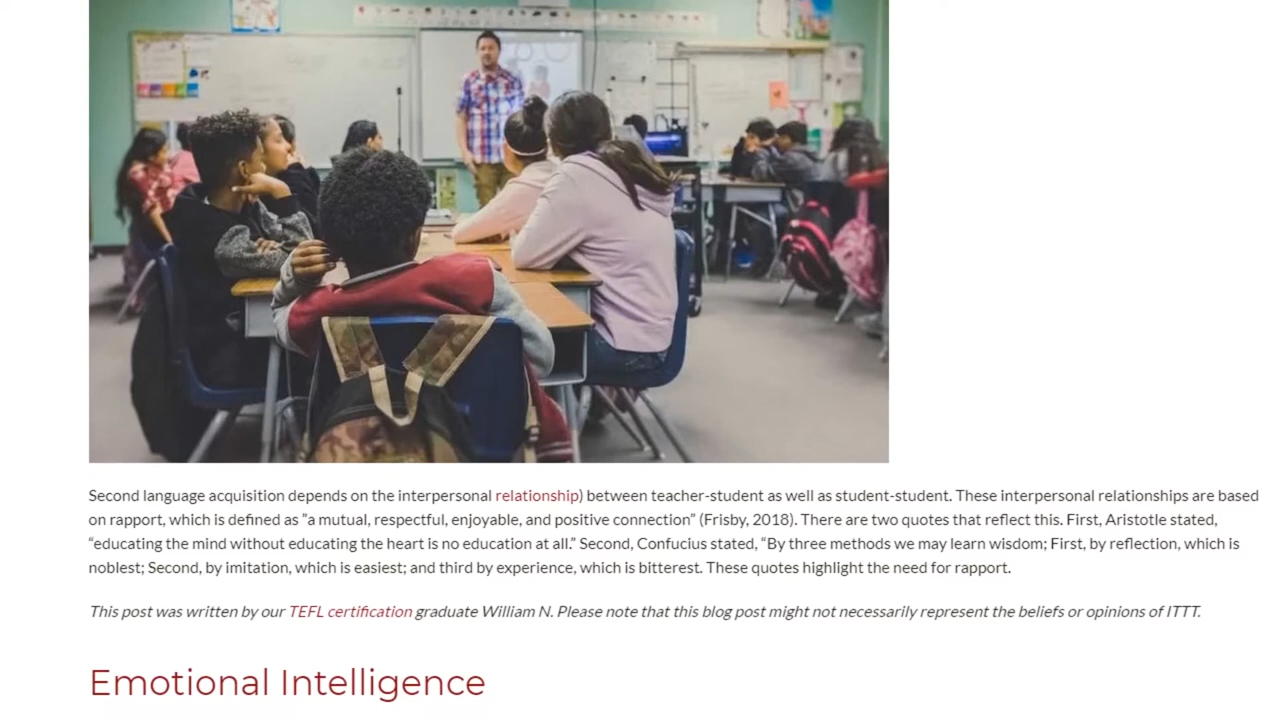 Second language acquisition depends on the interpersonal relationship) between teacher-student as well as student-student. These interpersonal relationships are based
on rapport, which is defined as ”a mutual, respectful, enjoyable, and positive connection” (Frisby, 2018). There are two quotes that reflect this. First, Aristotle stated,
“educating the mind without educating the heart is no education at all.” Second, Confucius stated, “By three methods we may learn wisdom; First, by reflection, which is
noblest; Second, by imitation, which is easiest; and third by experience, which is bitterest. These quotes highlight the need for rapport.
This post was written by our TEFL certification graduate William N. Please note that this blog post might not necessarily represent the beliefs or opinions of ITTT.
Emotional Intelligence